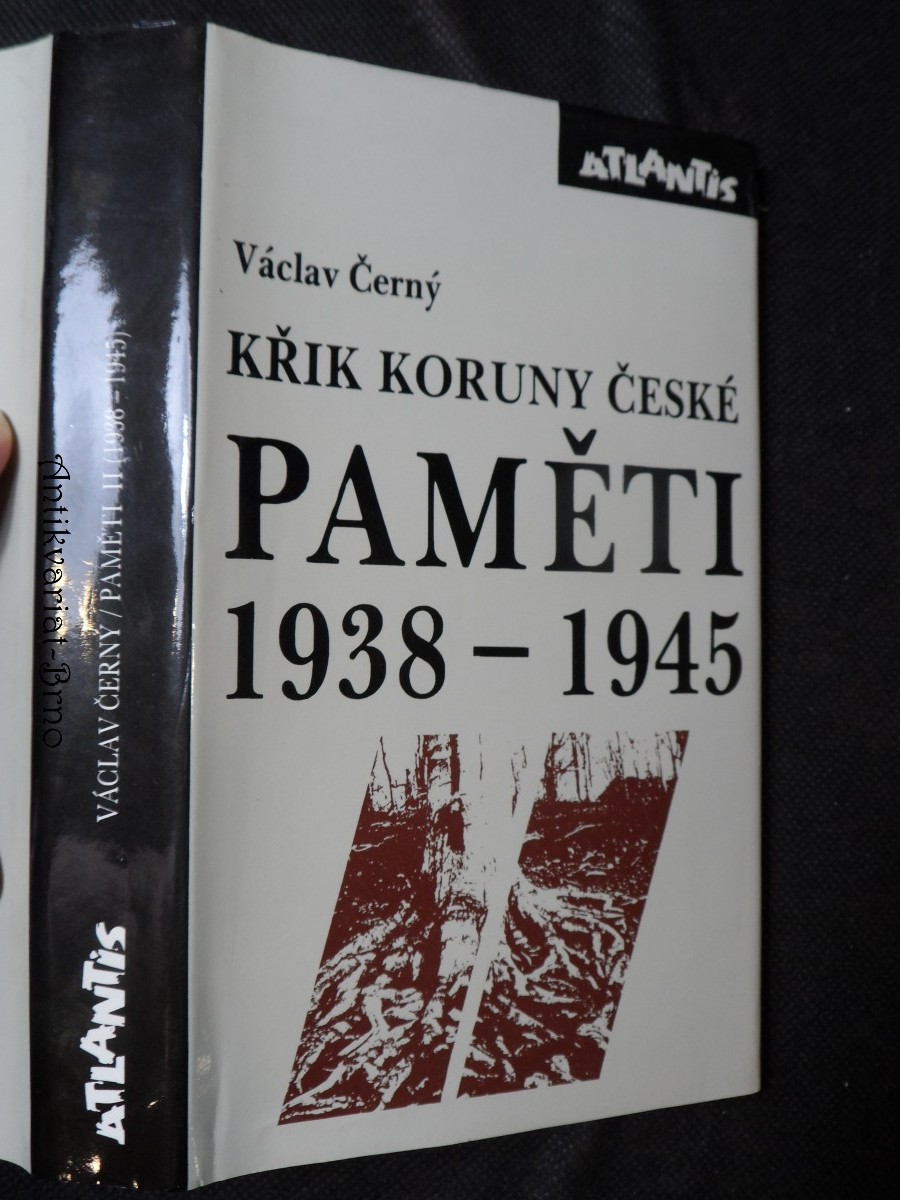 ATLANTIS
Václav Černý
KŘIK KORUNY ČESKÉ
PAMĚTI
1938 – 1945
VÁCLAV ČERNÝ / PAMĚTI II (1938 – 1945)
ATLANTIS
Antikvariat-Brno